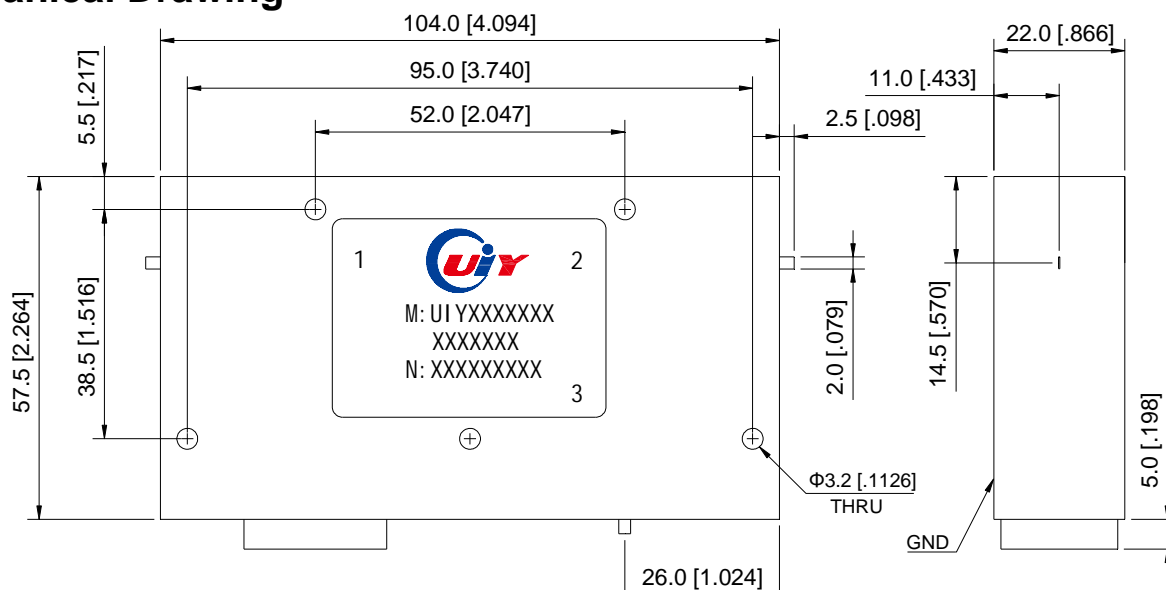 anical Drawing
104.0 [4.094]
22.0 [.866]
95.0 [3.740]
11.0 [.433]
5.5 [.217]
52.0 [2.047]
2.5 [.098]
1
UiY
2
M: UIYXXXXXXX
XXXXXXX
N: XXXXXXXXX
3
57.5 [2.264]
38.5 [1.516]
2.0 [.079]
14.5 [.570]
5.0 [.198]
Φ3.2 [.1126]
THRU
GND
26.0 [1.024]